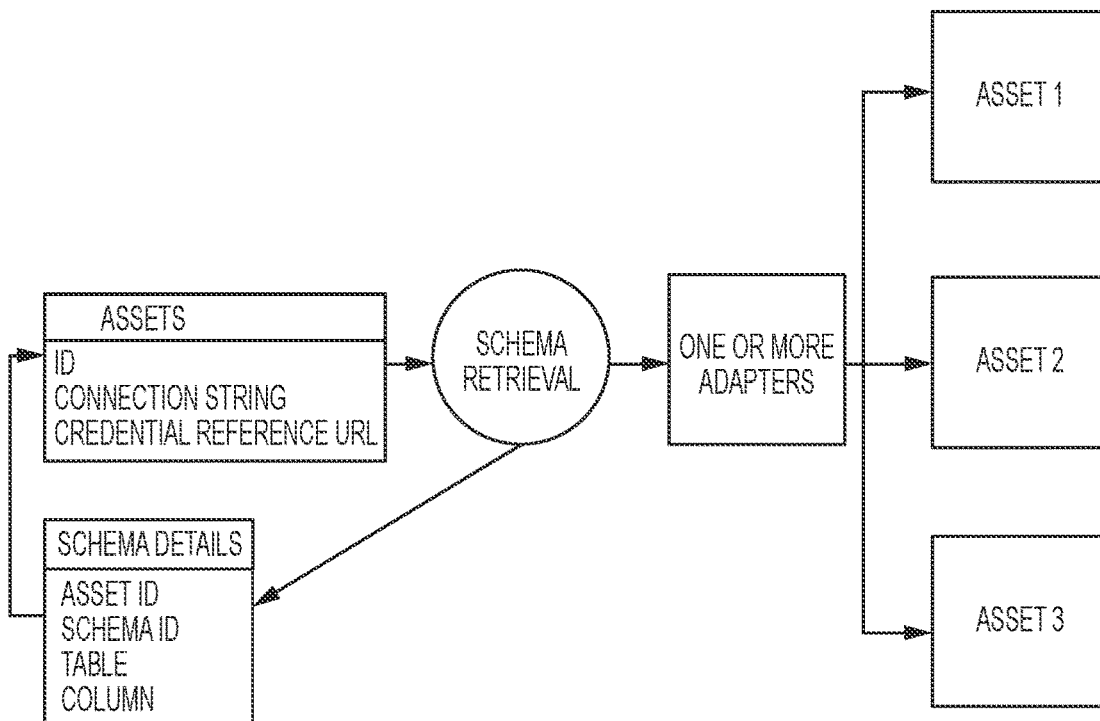 ASSETS
ID
CONNECTION STRING
CREDENTIAL REFERENCE URL
SCHEMA DETAILS
ASSET ID
SCHEMA ID
TABLE
COLUMN
SCHEMA
RETRIEVAL
ONE OR MORE
ADAPTERS
ASSET 1
ASSET 2
ASSET 3